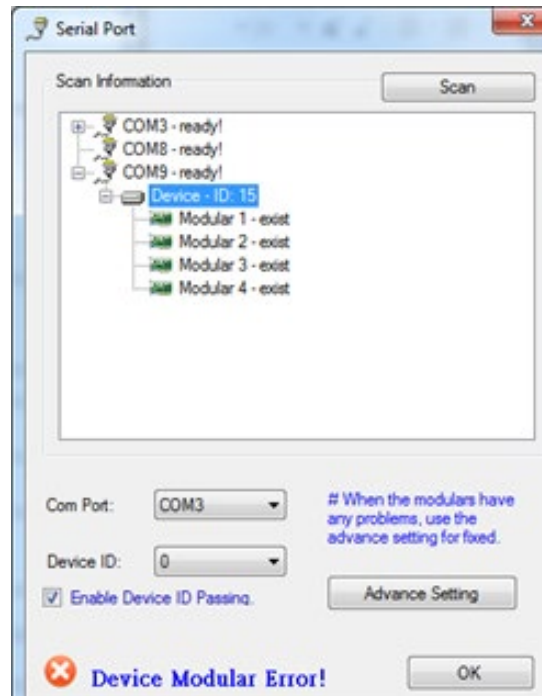 Serial Port
Scan Information
Scan
COM3 - ready!
COM8 - ready!
COM9 - ready!
Device - ID: 15
Modular 1 - exist
Modular 2 - exist
Modular 3 - exist
Modular 4 - exist
Com Port:
COM3
# When the modulars have
any problems, use the
advance setting for fixed.
Device ID:
0
Enable Device ID Passing.
Advance Setting
Device Modular Error!
OK